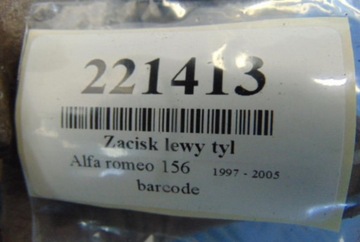 221413
Zacisk lewy tyl
Alfa romeo 156 1997 - 2005
barcode